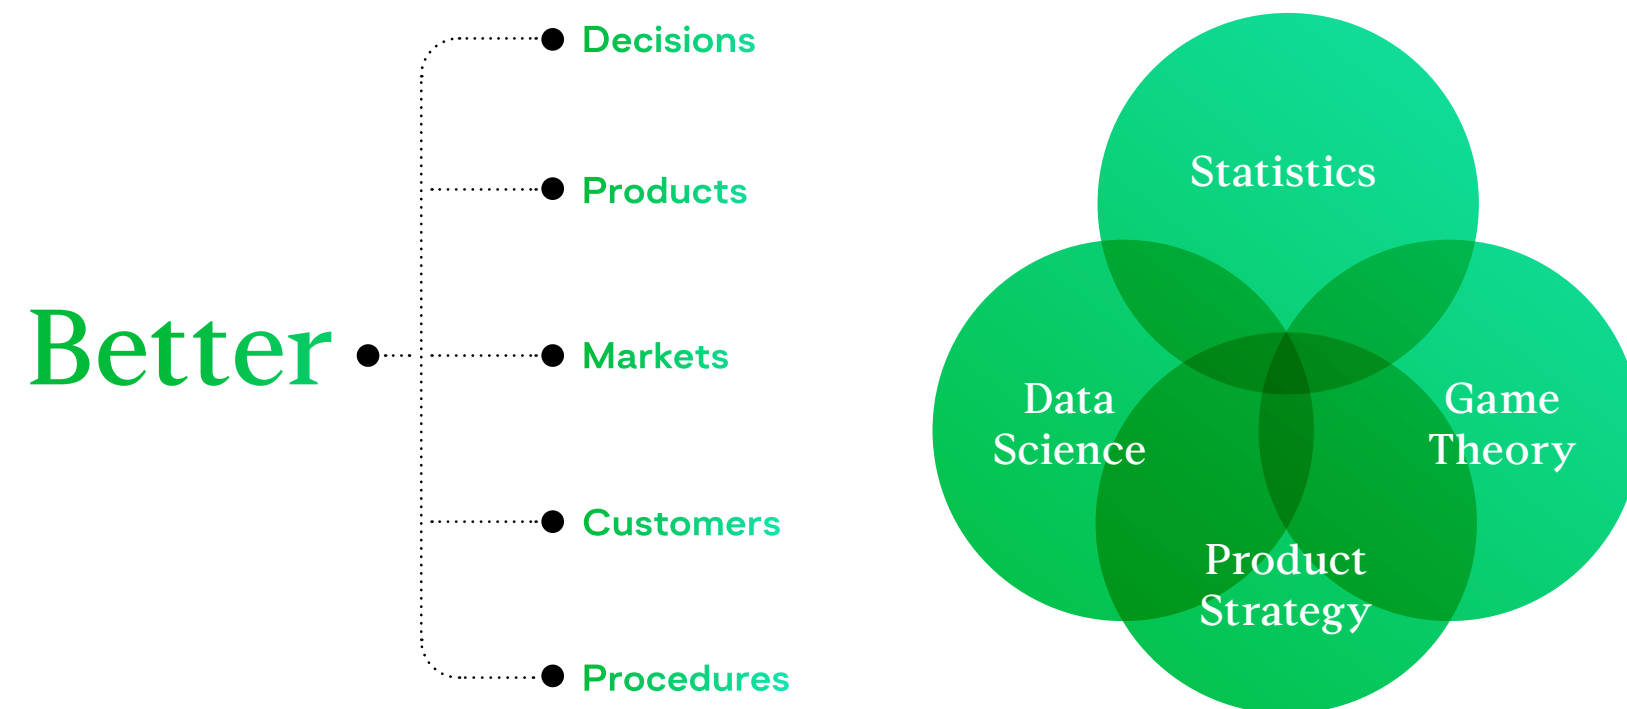 Better
Decisions
Products
Markets
Customers
Procedures
Statistics
Data
Science
Game
Theory
Product
Strategy